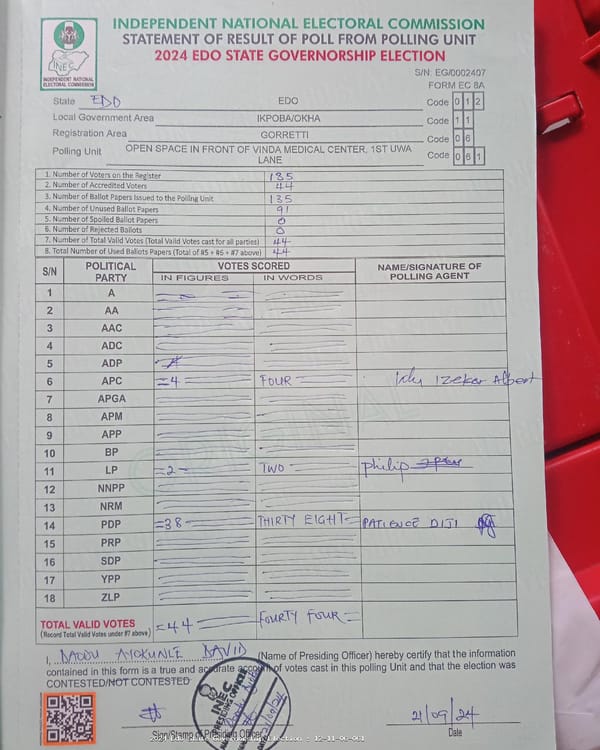 INDEPENDENT NATIONAL ELECTORAL COMMISSION
STATEMENT OF RESULT OF POLL FROM POLLING UNIT
2024 EDO STATE GOVERNORSHIP ELECTION
INEC
INDEPENDENT NATIONAL
ELECTORAL COMMISSION
S/N: EG/0002407
FORM EC 8A
State EDO EDO Code 0 1 2
Local Government Area IKPOBA/OKHA Code 1 1
Registration Area GORRETTI Code 0 6
Polling Unit OPEN SPACE IN FRONT OF VINDA MEDICAL CENTER, 1ST UWA LANE Code 0 6 1
1. Number of Voters on the Register 135
2. Number of Accredited Voters 44
3. Number of Ballot Papers Issued to the Polling Unit 135
4. Number of Unused Ballot Papers 91
5. Number of Spoiled Ballot Papers 0
6. Number of Rejected Ballots 0
7. Number of Total Valid Votes (Total Valid Votes cast for all parties) 44
8. Total Number of Used Ballots Papers (Total of #5 + #6 + #7 above) 44
S/N POLITICAL PARTY VOTES SCORED NAME/SIGNATURE OF POLLING AGENT
IN FIGURES IN WORDS
1 A
2 AA
3 AAC
4 ADC
5 ADP
6 APC =4 FOUR Izekor Albert
7 APGA
8 APM
9 APP
10 BP
11 LP =2 TWO Philip
12 NNPP
13 NRM
14 PDP =38 THIRTY EIGHT PATIENCE DITI
15 PRP
16 SDP
17 YPP
18 ZLP
TOTAL VALID VOTES =44 FOURTY FOUR
(Record Total Valid Votes under #7 above)
I, DADU AYOKUNLE DAVID (Name of Presiding Officer) hereby certify that the information
contained in this form is a true and accurate account of votes cast in this polling Unit and that the election was
CONTESTED/NOT CONTESTED
INEC
PRESIDING OFFICER
21/09/24
Sign/Stamp of Presiding Officer Date